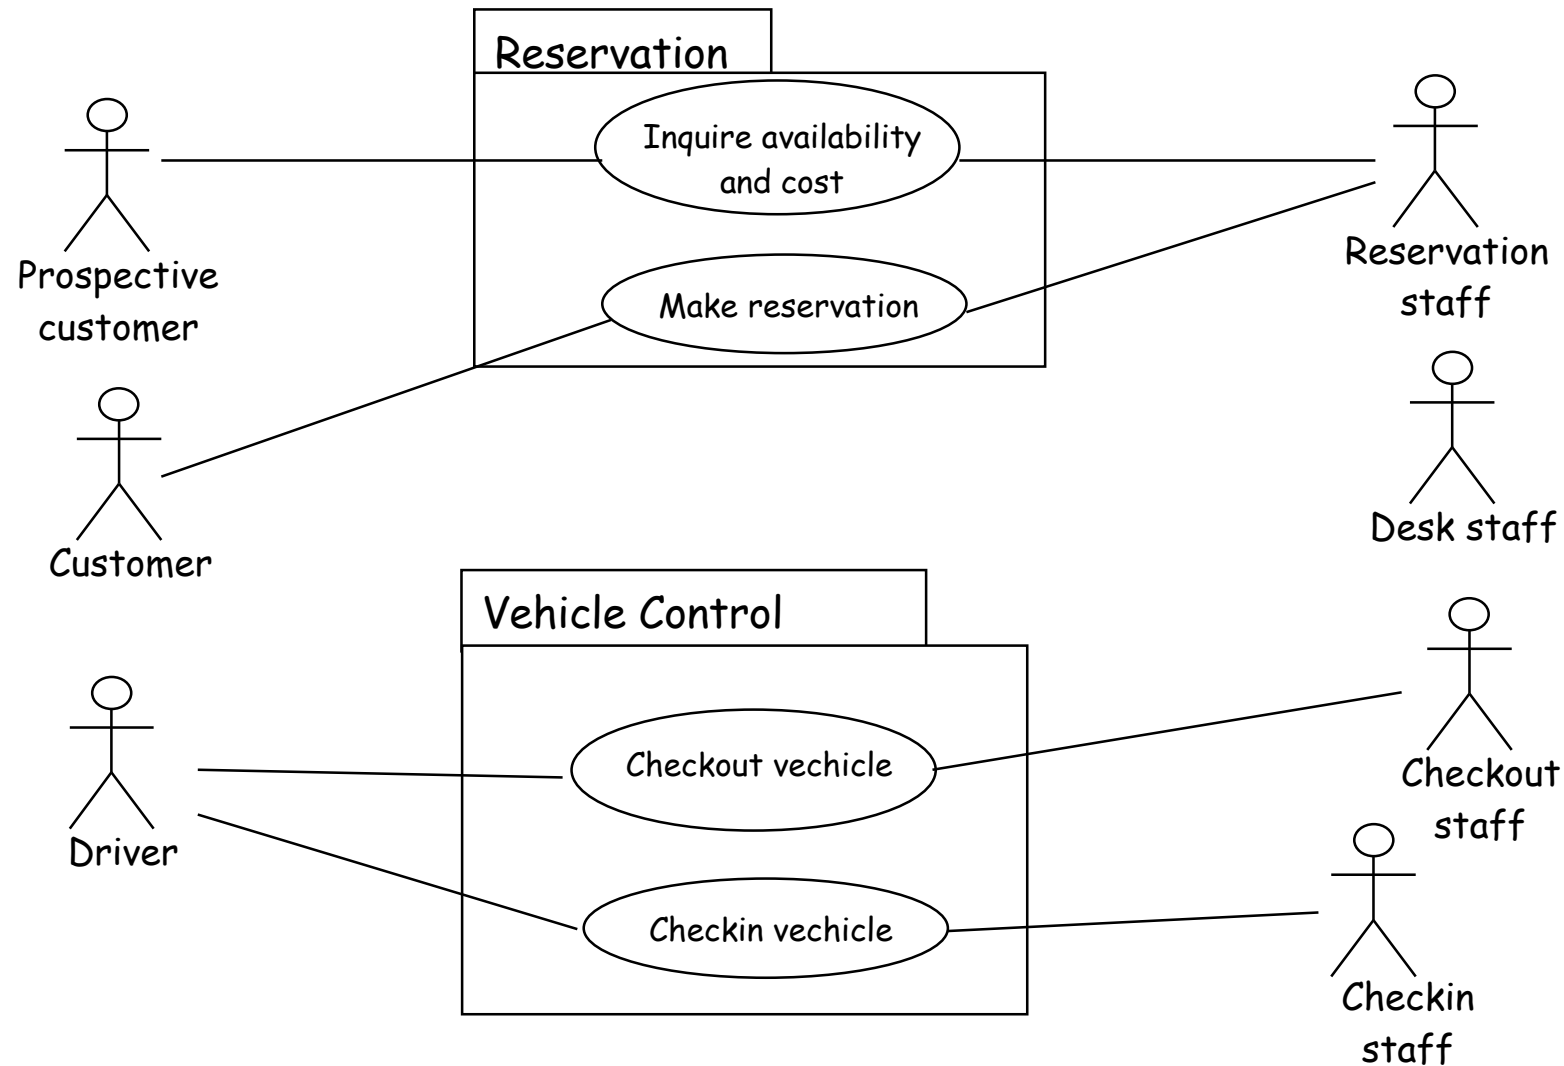 Reservation
Inquire availability
and cost
Prospective
customer
Reservation
staff
Make reservation
Customer
Desk staff
Vehicle Control
Checkout vechicle
Checkout
staff
Driver
Checkin vechicle
Checkin
staff